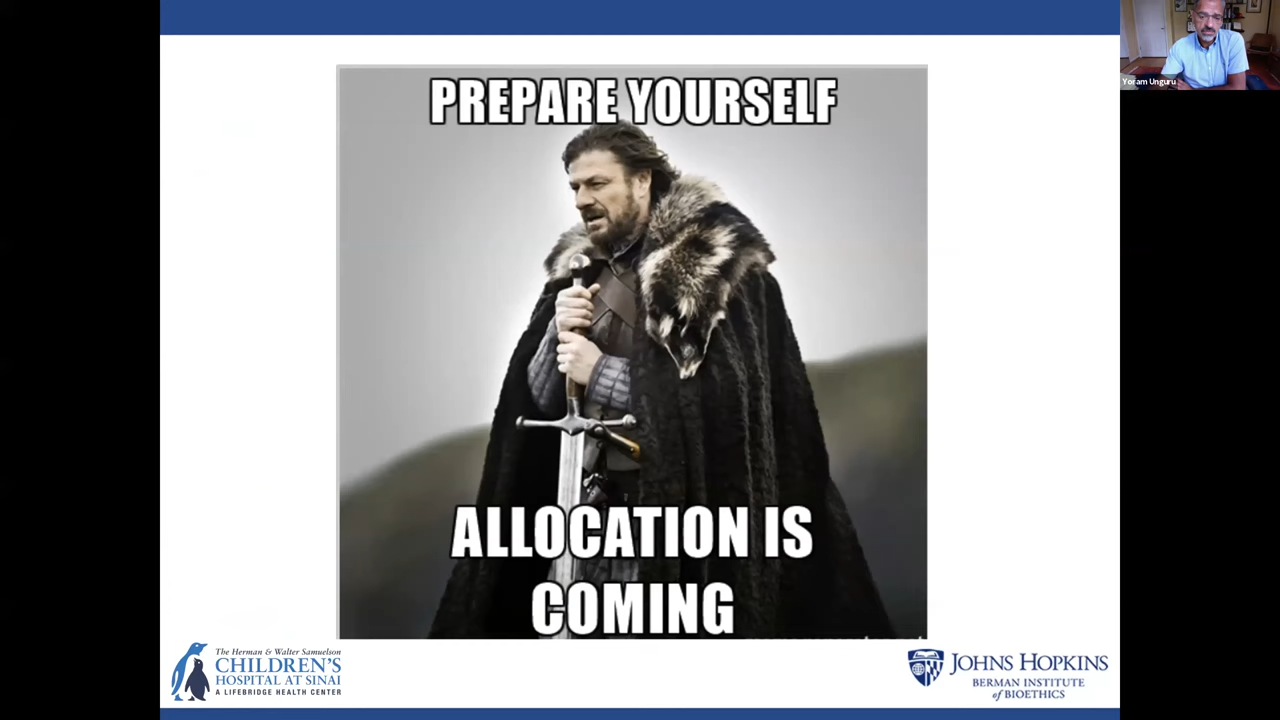 PREPARE YOURSELF
Yoram Unguru
ALLOCATION IS
COMING
The Herman & Walter Samuelson
CHILDREN'S
HOSPITAL AT SINAI
A LIFEBRIDGE HEALTH CENTER
JOHNS HOPKINS
BERMAN INSTITUTE
of BIOETHICS